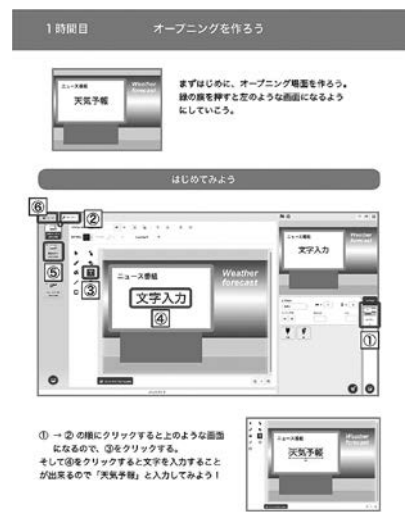 1時間目 オープニングを作ろう
ニュース番組
天気予報
Weather
forecast
まずはじめに、オープニング場面を作ろう。
緑の旗を押すと左のような画面になるよう
にしていこう。
はじめてみよう
⑥
②
⑤
③
ニュース番組
文字入力
④
Weather
forecast
ニュース番組
文字入力
①
① → ② の順にクリックすると上のような画面
になるので、③をクリックする。
そして④をクリックすると文字を入力すること
が出来るので「天気予報」と入力してみよう！
ニュース番組
天気予報
Weather
forecast